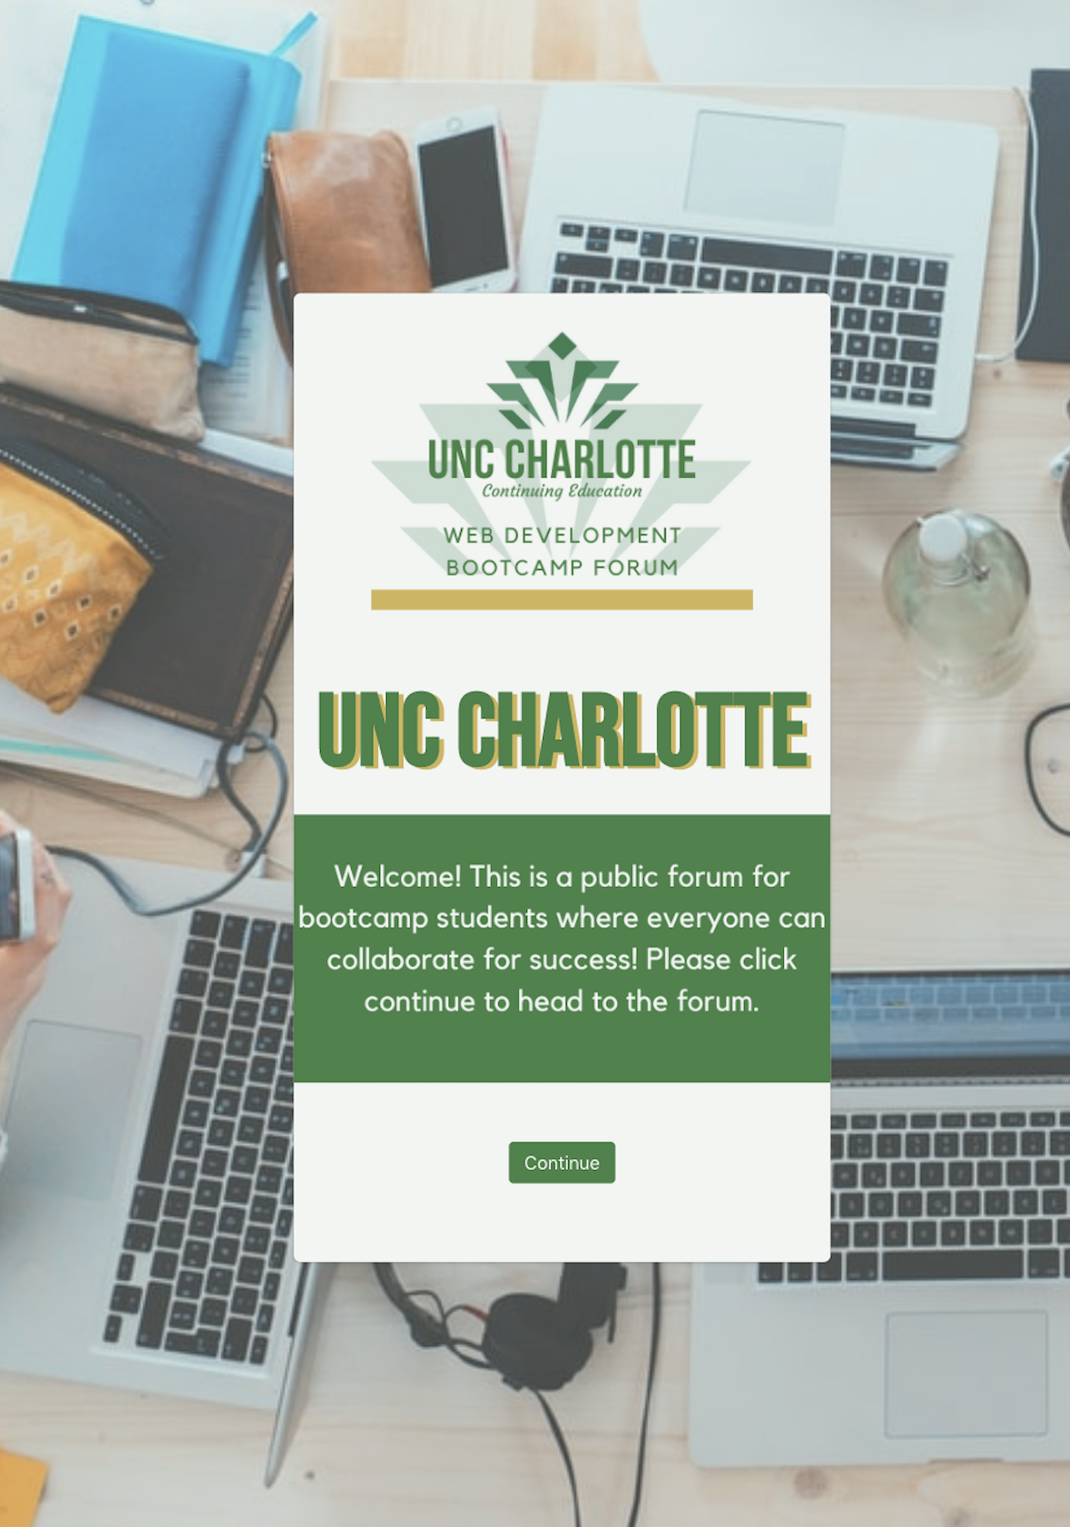 UNC CHARLOTTE
Continuing Education
WEB DEVELOPMENT
BOOTCAMP FORUM
UNC CHARLOTTE
Welcome! This is a public forum for
bootcamp students where everyone can
collaborate for success! Please click
continue to head to the forum.
Continue